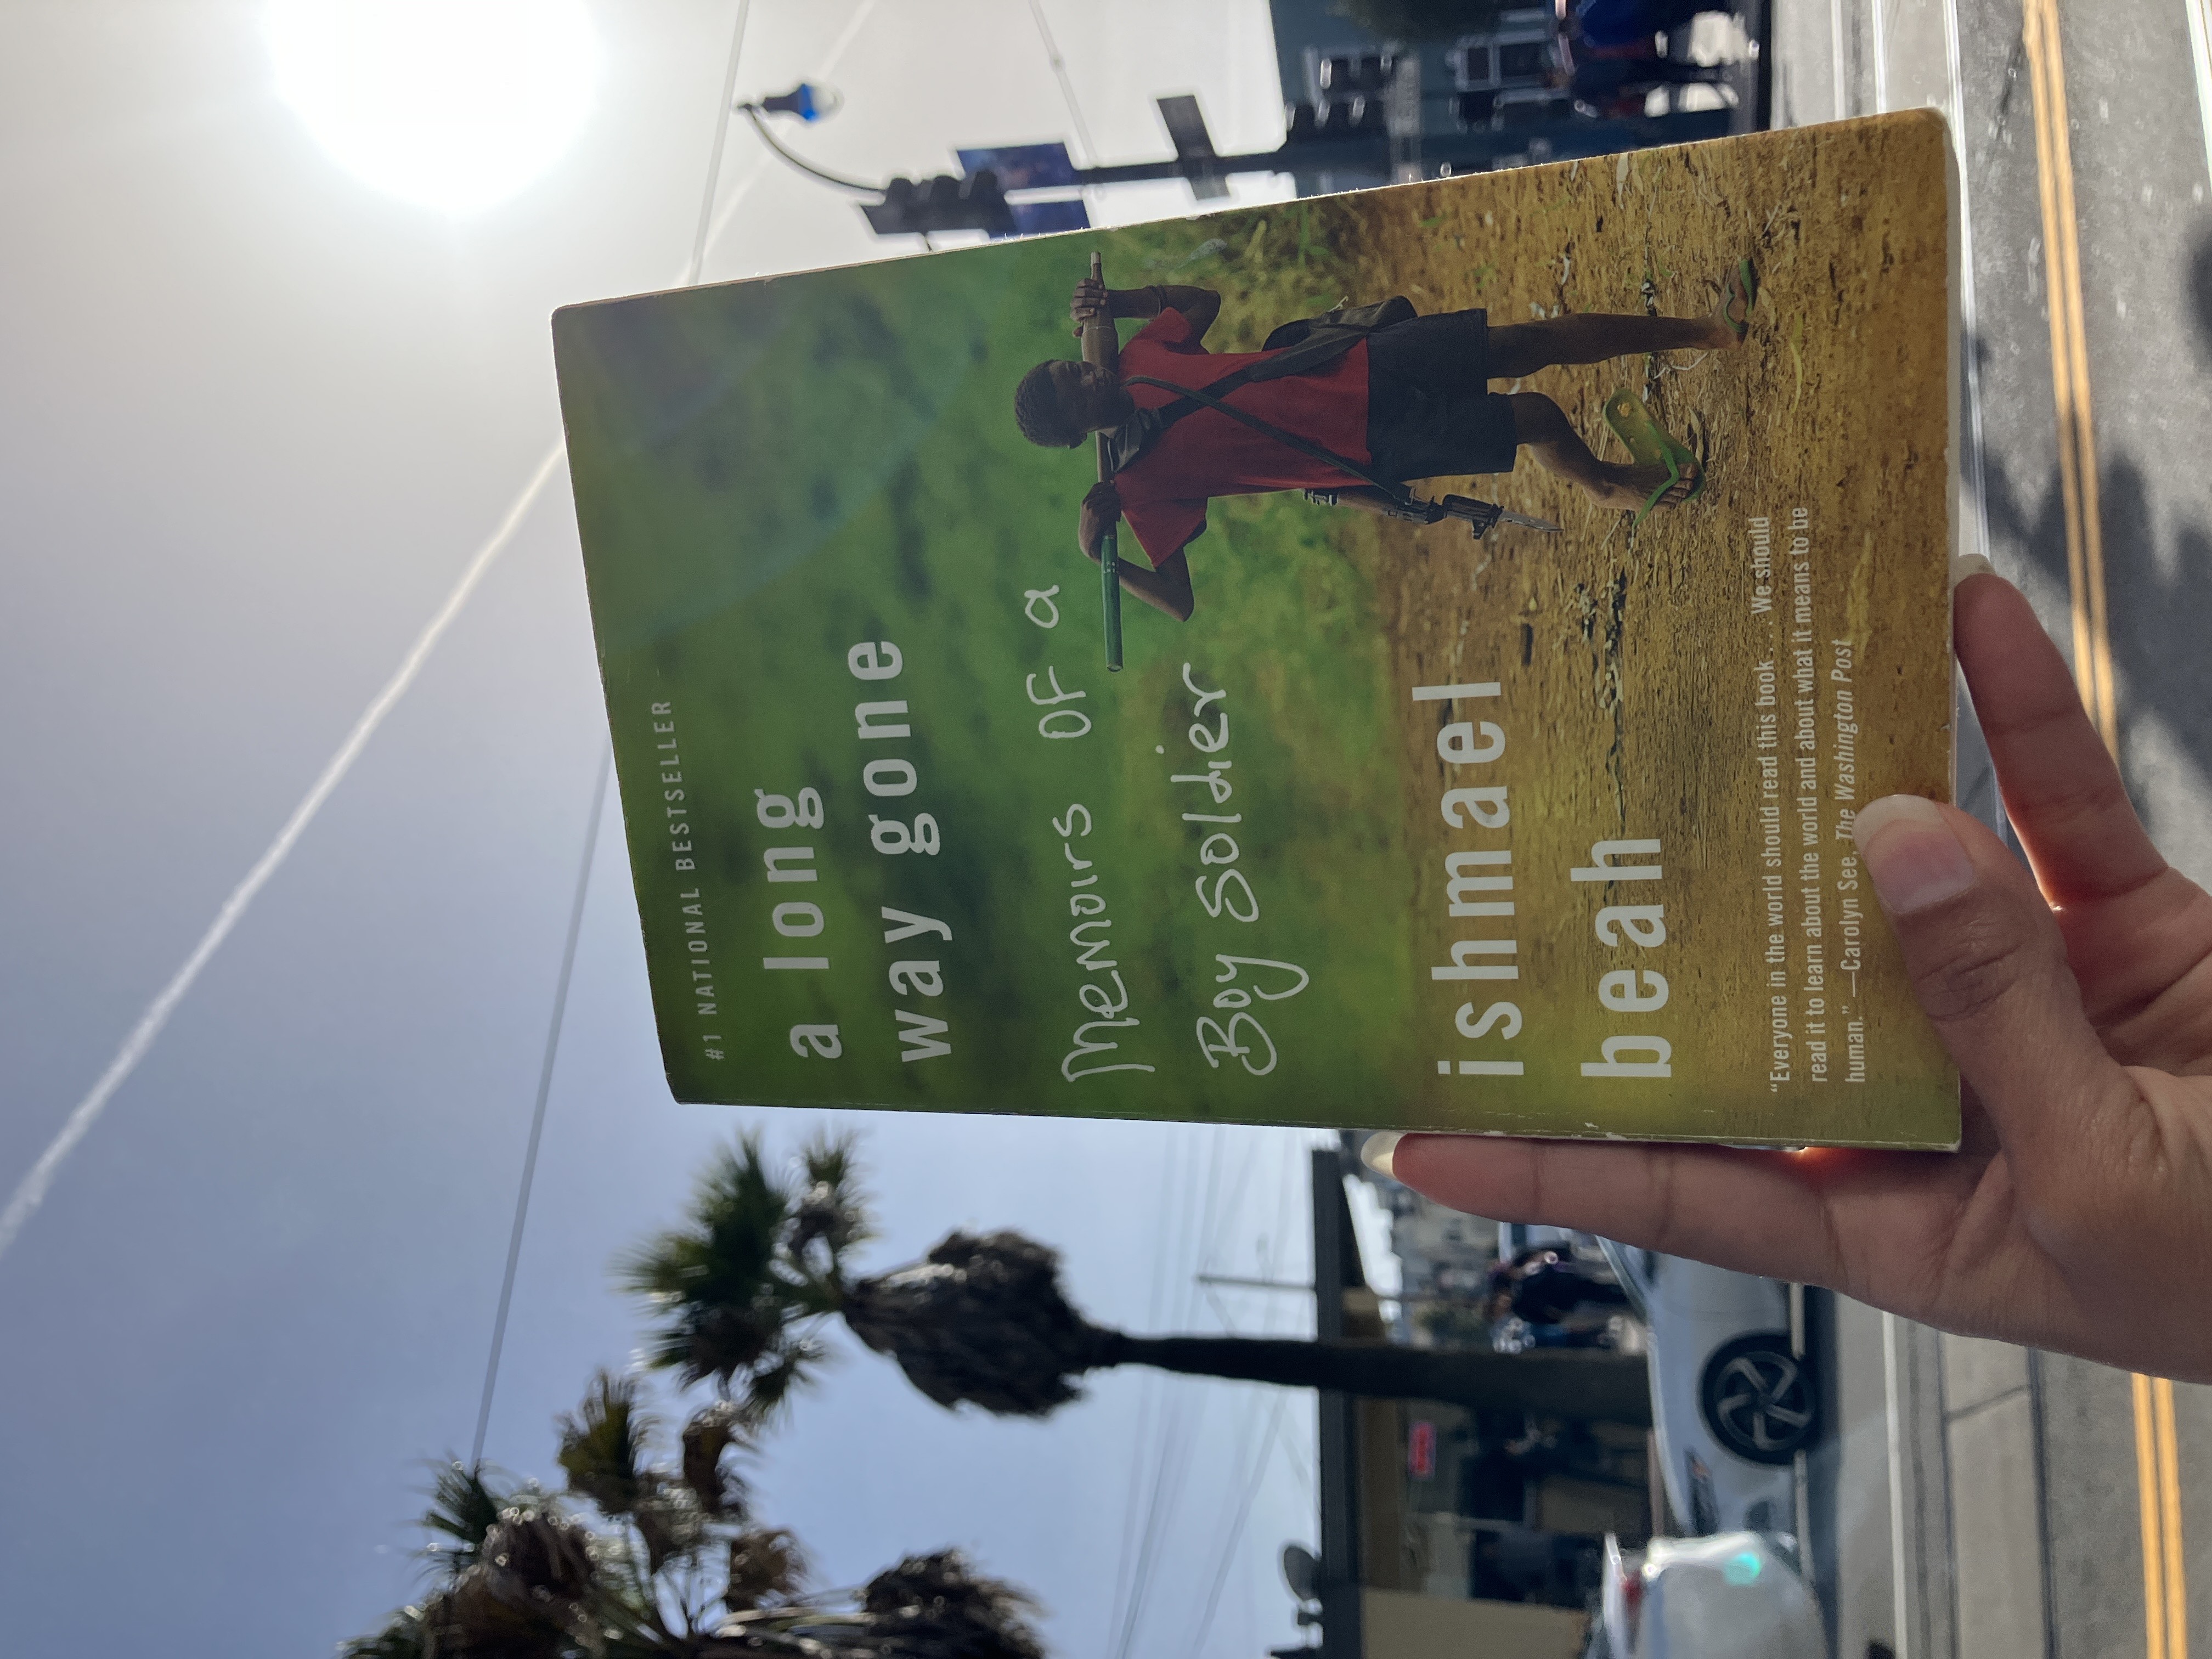 #1 NATIONAL BESTSELLER
a long
way gone
Memoirs of a
Boy Soldier
ishmael
beah
“Everyone in the world should read this book . . . We should
read it to learn about the world and about what it means to be
human.” —Carolyn See, The Washington Post